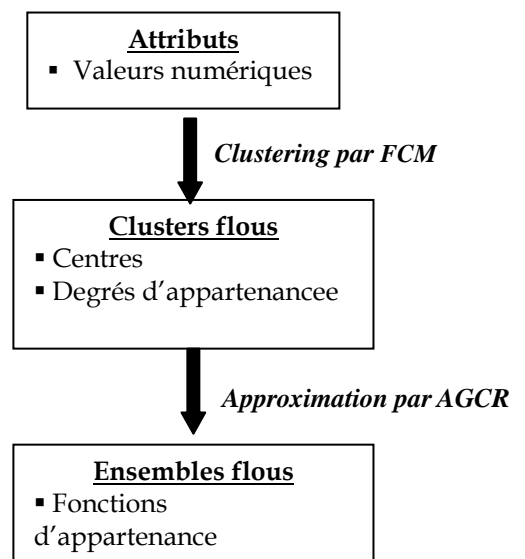 Attributs
▪ Valeurs numériques
Clustering par FCM
Clusters flous
▪ Centres
▪ Degrés d'appartenancee
Approximation par AGCR
Ensembles flous
▪ Fonctions
d'appartenance